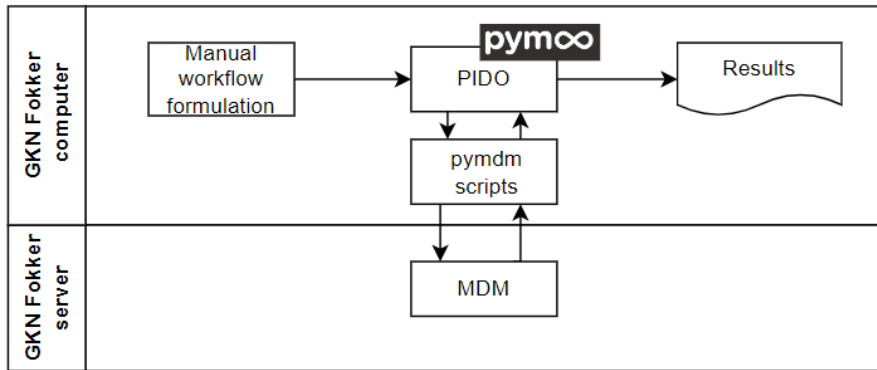 GKN Fokker
computer
Manual
workflow
formulation
pymoo
PIDO
Results
pymdm
scripts
GKN Fokker
server
MDM